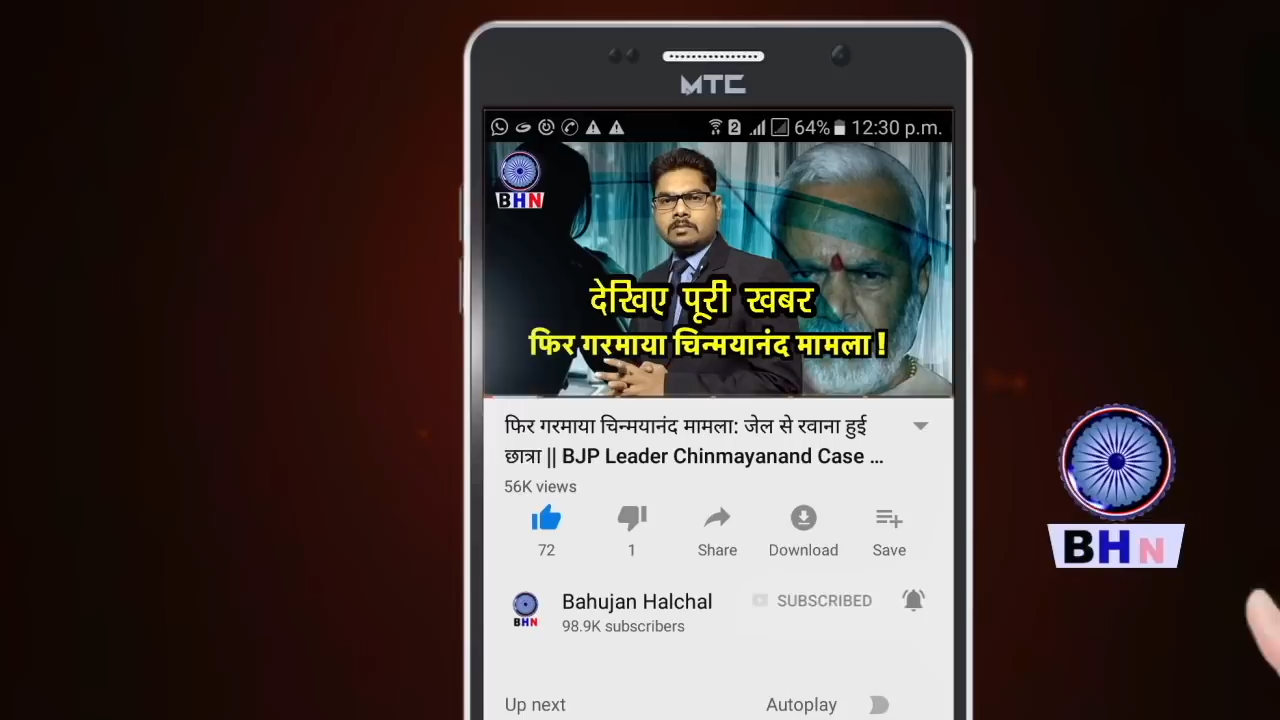 MTC
2
64% 12:30 p.m.
BHN
देखिए पूरी खबर
फिर गरमाया चिन्मयानंद मामला !
फिर गरमाया चिन्मयानंद मामला: जेल से रवाना हुई
छात्रा || BJP Leader Chinmayanand Case ...
56K views
72 1 Share Download Save
Bahujan Halchal SUBSCRIBED
BHN
98.9K subscribers
Up next Autoplay
BHN